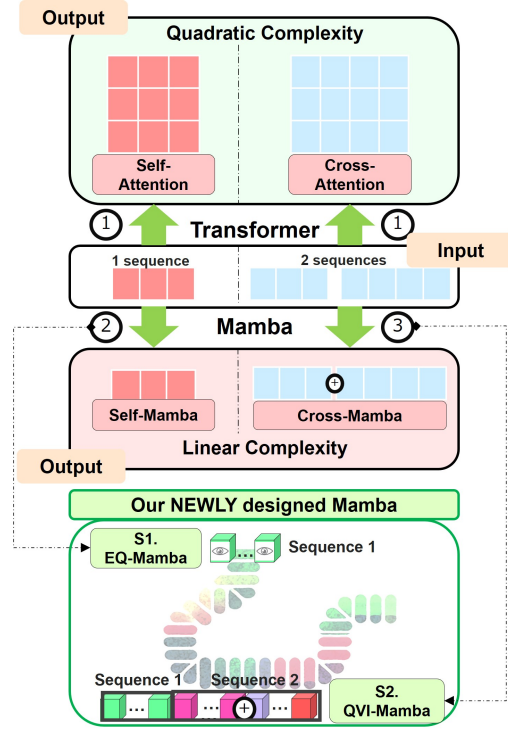 Output
Quadratic Complexity
Self-
Attention
Cross-
Attention
1
Transformer
1
Input
1 sequence
2 sequences
2
Mamba
3
+
Self-Mamba
Cross-Mamba
Linear Complexity
Output
Our NEWLY designed Mamba
S1.
EQ-Mamba
...
Sequence 1
Sequence 1
Sequence 2
...
...
+
...
S2.
QVI-Mamba